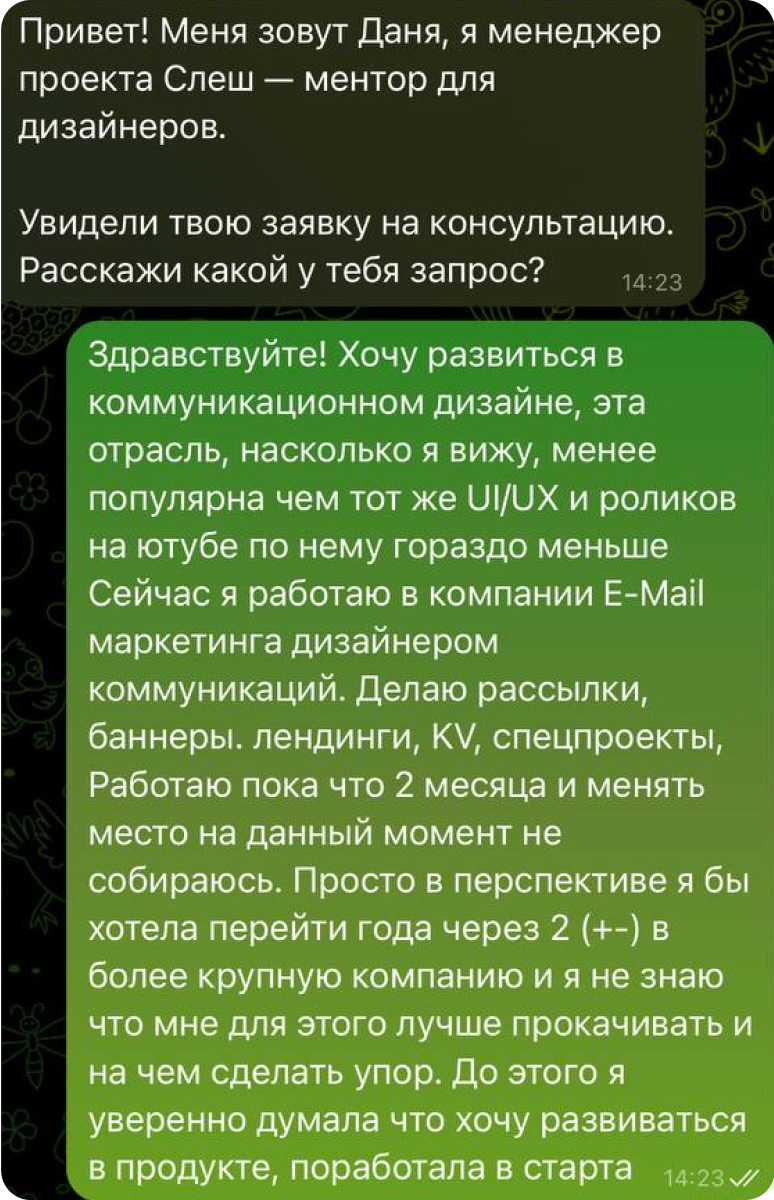 Привет! Меня зовут Даня, я менеджер
проекта Слеш — ментор для
дизайнеров.
Увидели твою заявку на консультацию.
Расскажи какой у тебя запрос?
14:23
Здравствуйте! Хочу развиться в
коммуникационном дизайне, эта
отрасль, насколько я вижу, менее
популярна чем тот же UI/UX и роликов
на ютубе по нему гораздо меньше
Сейчас я работаю в компании E-Mail
маркетинга дизайнером
коммуникаций. Делаю рассылки,
баннеры. лендинги, KV, спецпроекты,
Работаю пока что 2 месяца и менять
место на данный момент не
собираюсь. Просто в перспективе я бы
хотела перейти года через 2 (+-) в
более крупную компанию и я не знаю
что мне для этого лучше прокачивать и
на чем сделать упор. До этого я
уверенно думала что хочу развиваться
в продукте, поработала в старта
14:23